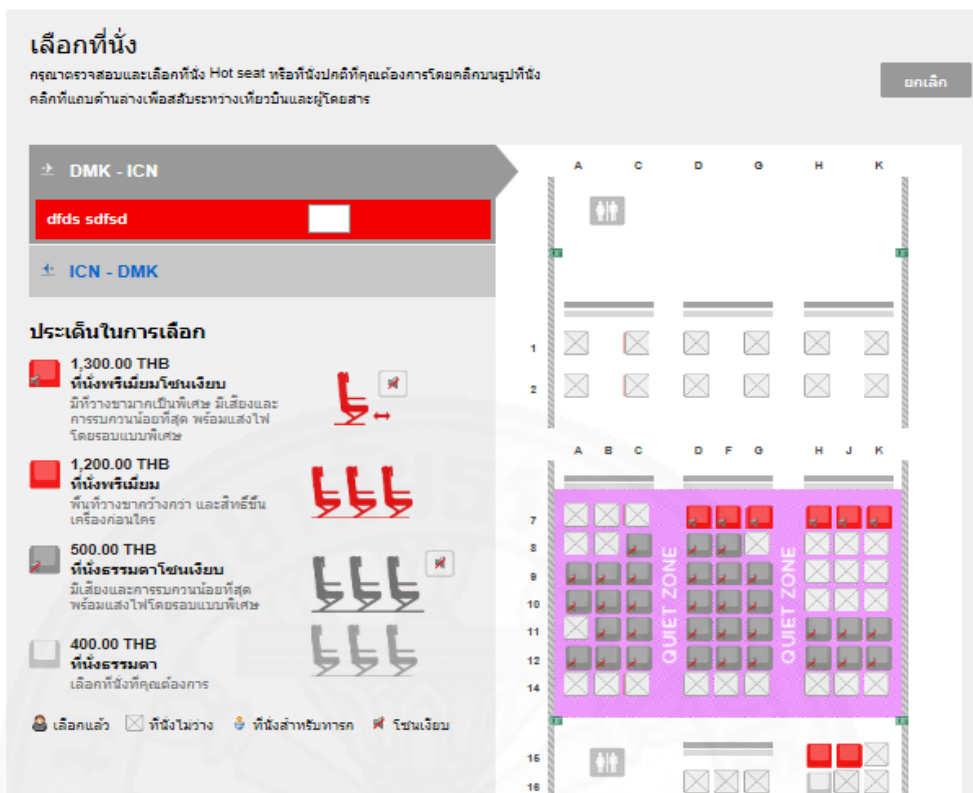 เลือกที่นั่ง
กรุณาตรวจสอบและเลือกที่นั่ง Hot seat หรือที่นั่งปกติที่คุณต้องการโดยคลิกบนรูปที่นั่ง
คลิกที่แถบด้านล่างเพื่อสลับระหว่างเที่ยวบินและผู้โดยสาร
ยกเลิก
DMK - ICN
dfds sdfsd
ICN - DMK
ประเด็นในการเลือก
1,300.00 THB
ที่นั่งพรีเมี่ยมโซนเงียบ
มีที่วางขามากเป็นพิเศษ มีเสียงและ
การรบกวนน้อยที่สุด พร้อมแสงไฟ
โดยรอบแบบพิเศษ
1,200.00 THB
ที่นั่งพรีเมี่ยม
พื้นที่วางขากว้างกว่า และสิทธิ์ขึ้น
เครื่องก่อนใคร
500.00 THB
ที่นั่งธรรมดาโซนเงียบ
มีเสียงและการรบกวนน้อยที่สุด
พร้อมแสงไฟโดยรอบแบบพิเศษ
400.00 THB
ที่นั่งธรรมดา
เลือกที่นั่งที่คุณต้องการ
เลือกแล้ว ที่นั่งไม่ว่าง ที่นั่งสำหรับทารก โซนเงียบ
A C D G H K
1
2
A B C D F G H J K
7
8
9
10
11
12
14
QUIET ZONE QUIET ZONE
15
16